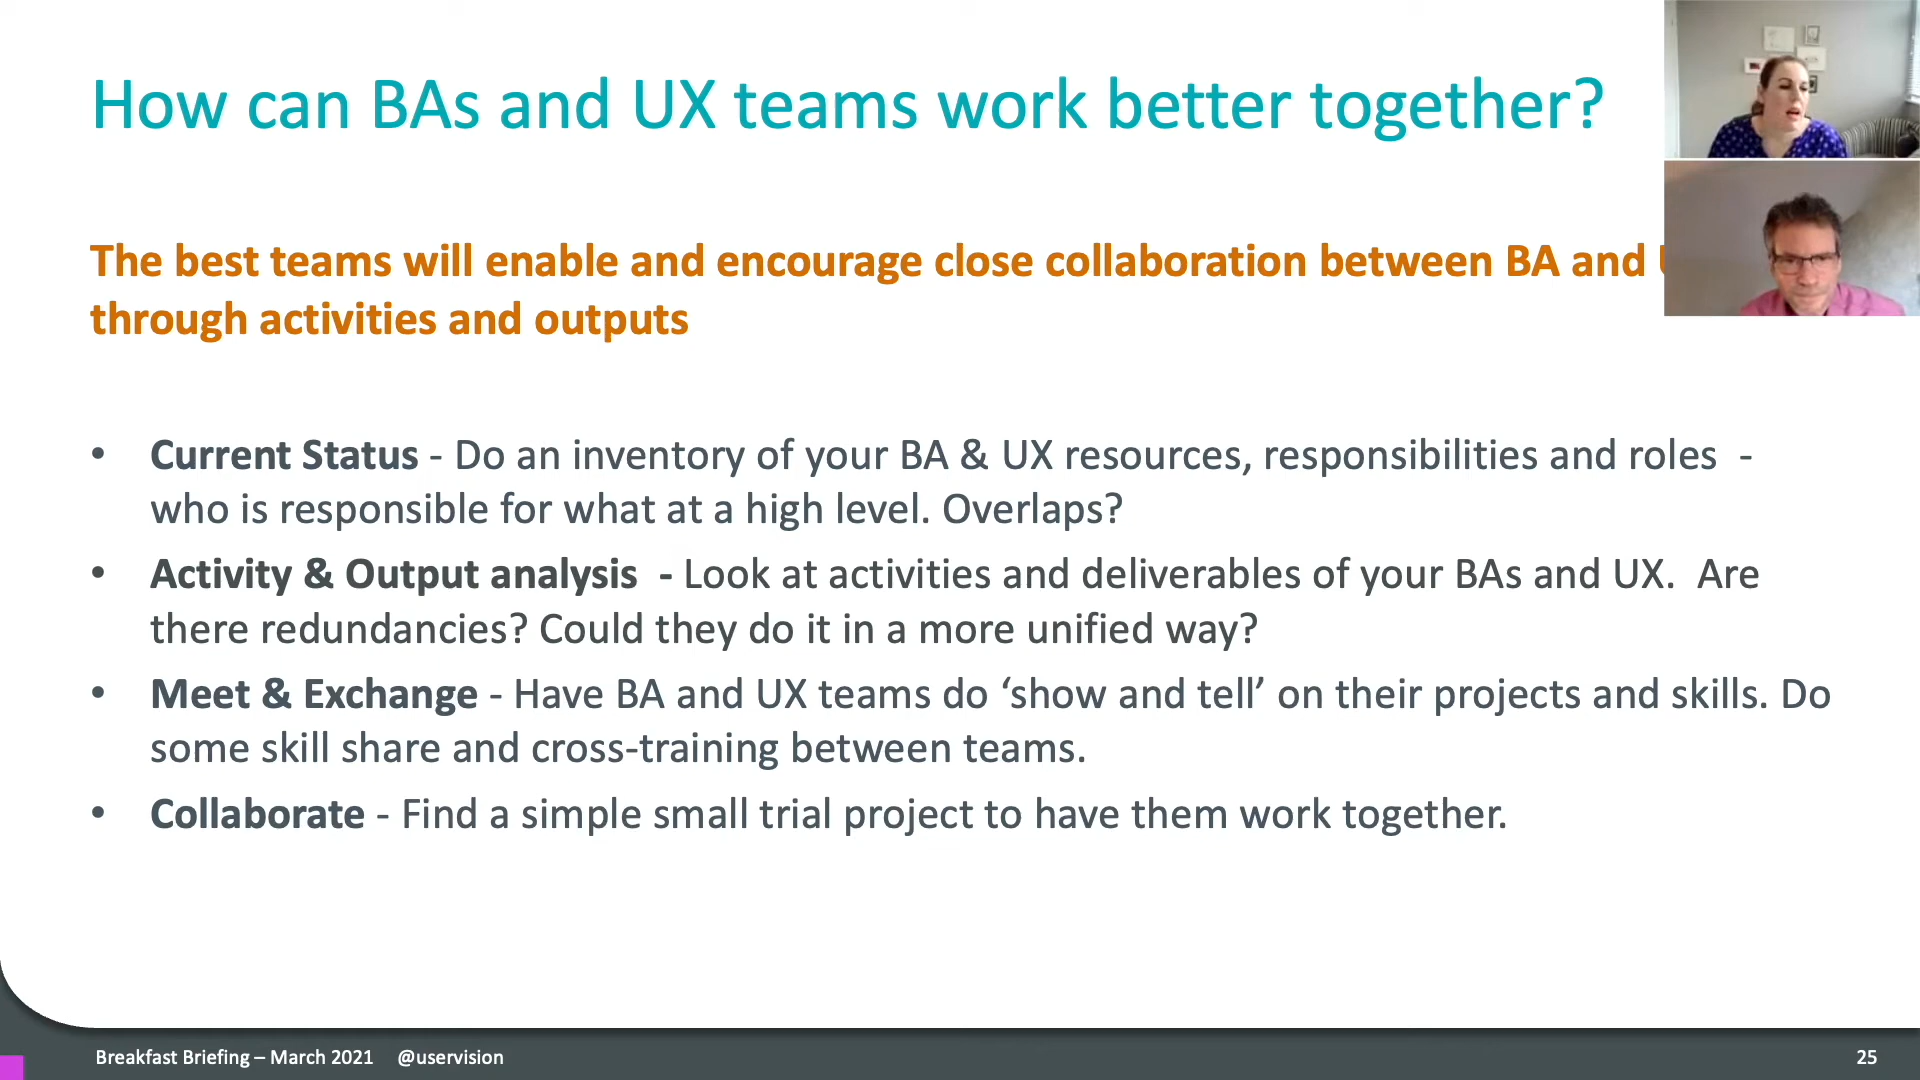 How can BAs and UX teams work better together?
The best teams will enable and encourage close collaboration between BA and
through activities and outputs
• Current Status - Do an inventory of your BA & UX resources, responsibilities and roles -
who is responsible for what at a high level. Overlaps?
• Activity & Output analysis - Look at activities and deliverables of your BAs and UX. Are
there redundancies? Could they do it in a more unified way?
• Meet & Exchange - Have BA and UX teams do ‘show and tell’ on their projects and skills. Do
some skill share and cross-training between teams.
• Collaborate - Find a simple small trial project to have them work together.
Breakfast Briefing – March 2021 @uservision
25